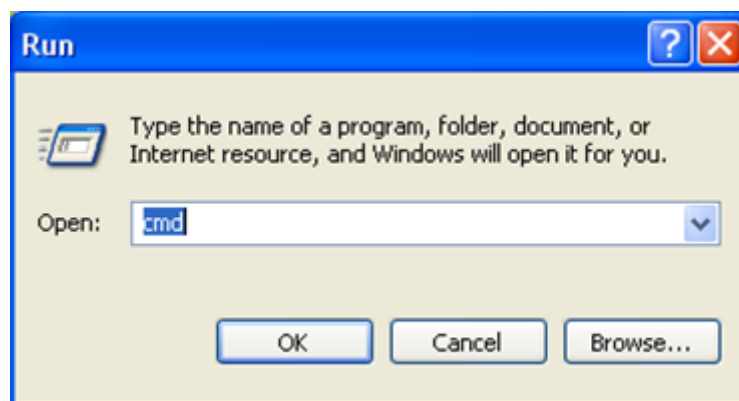 Run
?
Type the name of a program, folder, document, or
Internet resource, and Windows will open it for you.
Open: cmd
OK Cancel Browse...